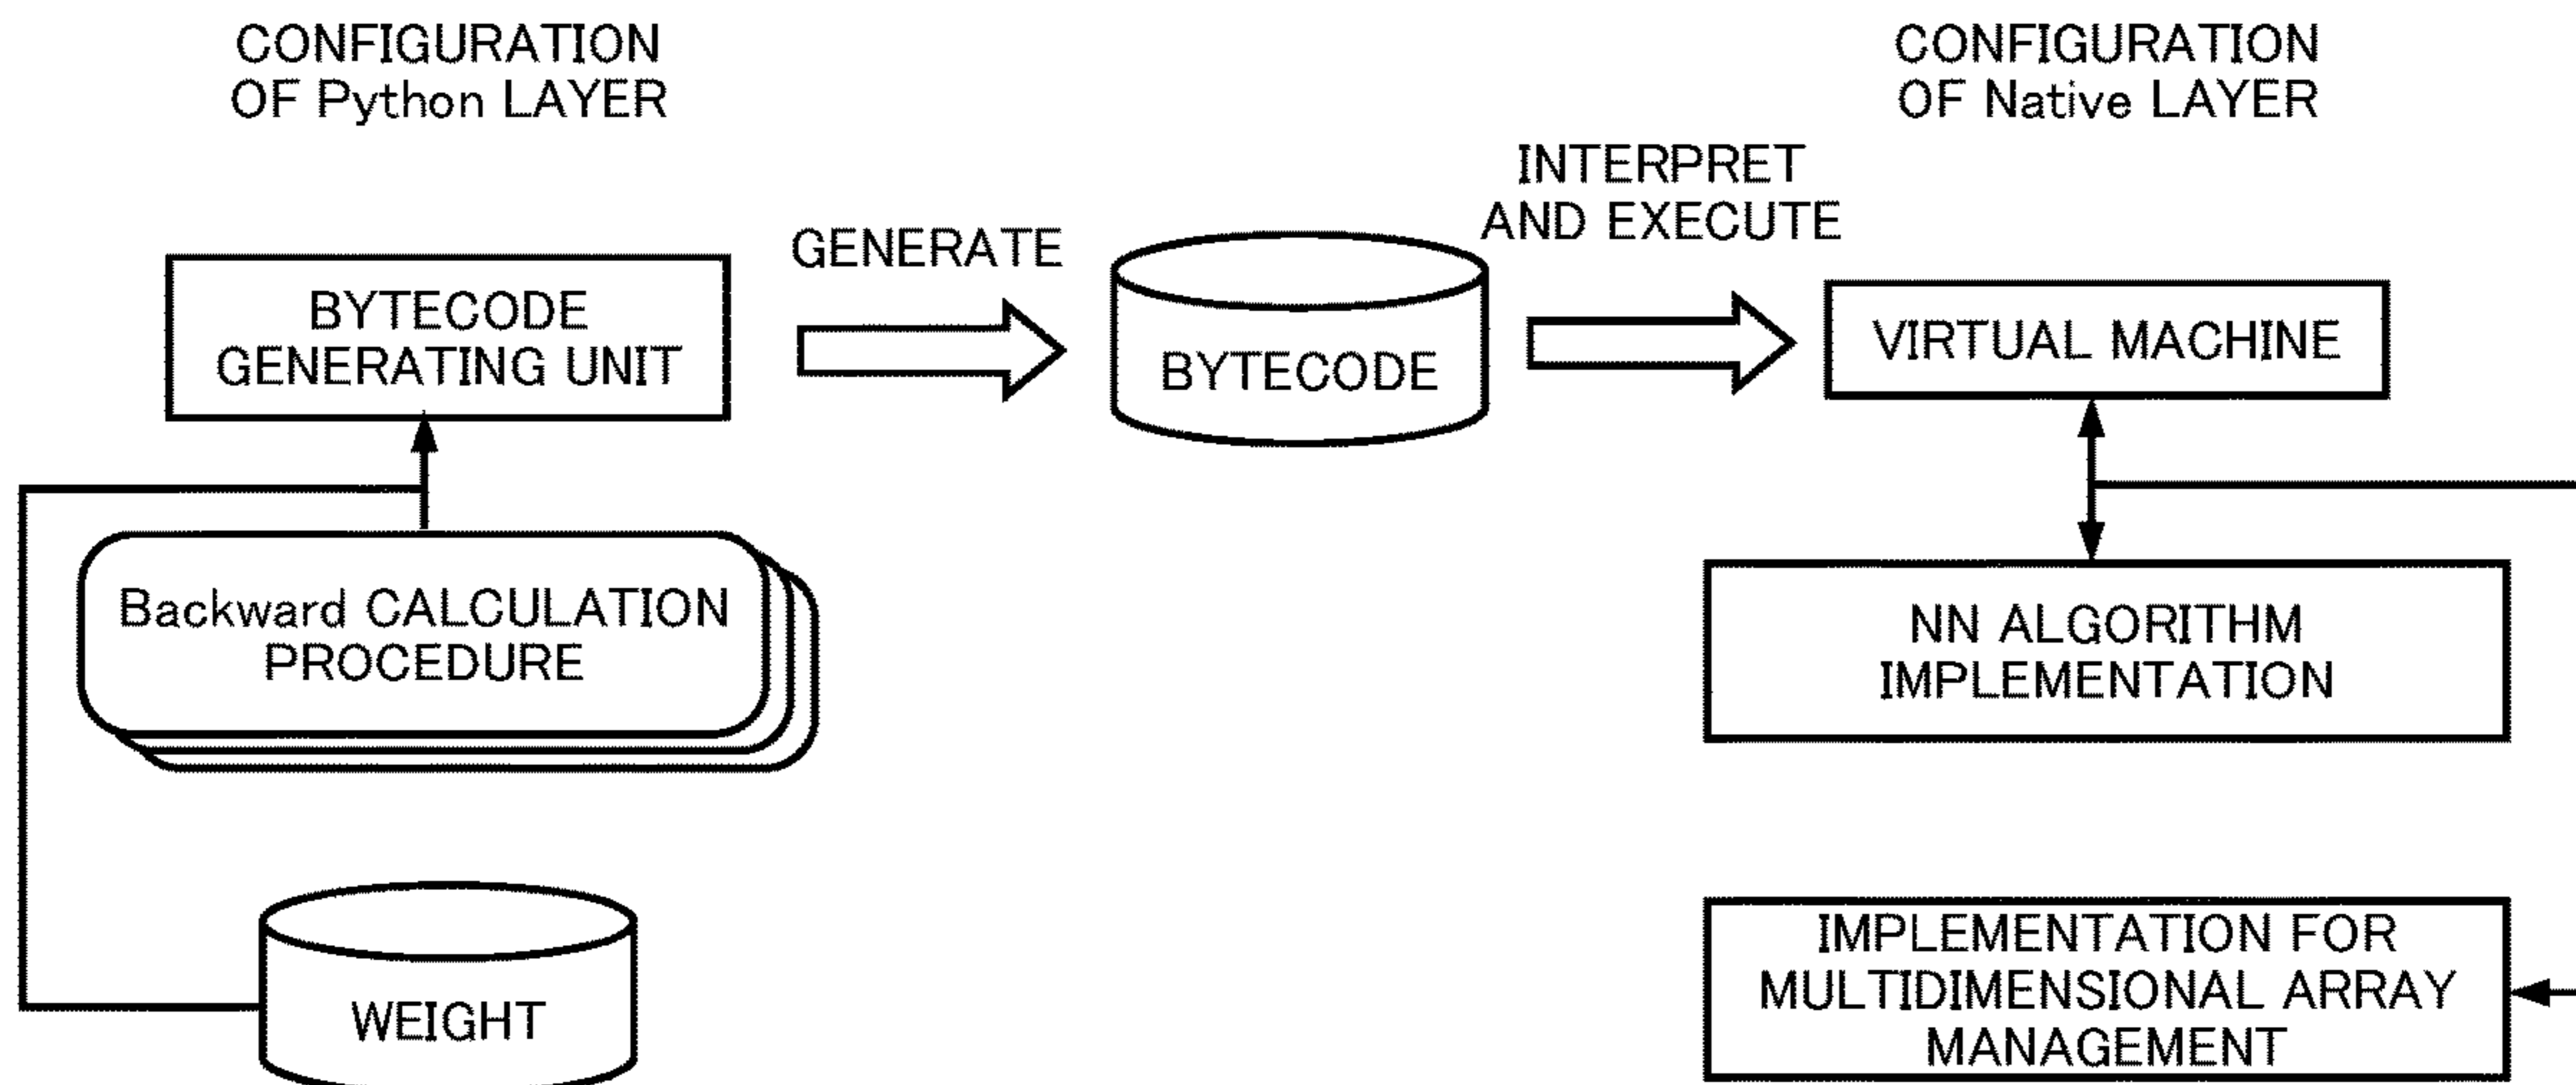 CONFIGURATION
OF Python LAYER
CONFIGURATION
OF Native LAYER
INTERPRET
AND EXECUTE
GENERATE
BYTECODE
GENERATING UNIT
BYTECODE
VIRTUAL MACHINE
Backward CALCULATION
PROCEDURE
NN ALGORITHM
IMPLEMENTATION
WEIGHT
IMPLEMENTATION FOR
MULTIDIMENSIONAL ARRAY
MANAGEMENT